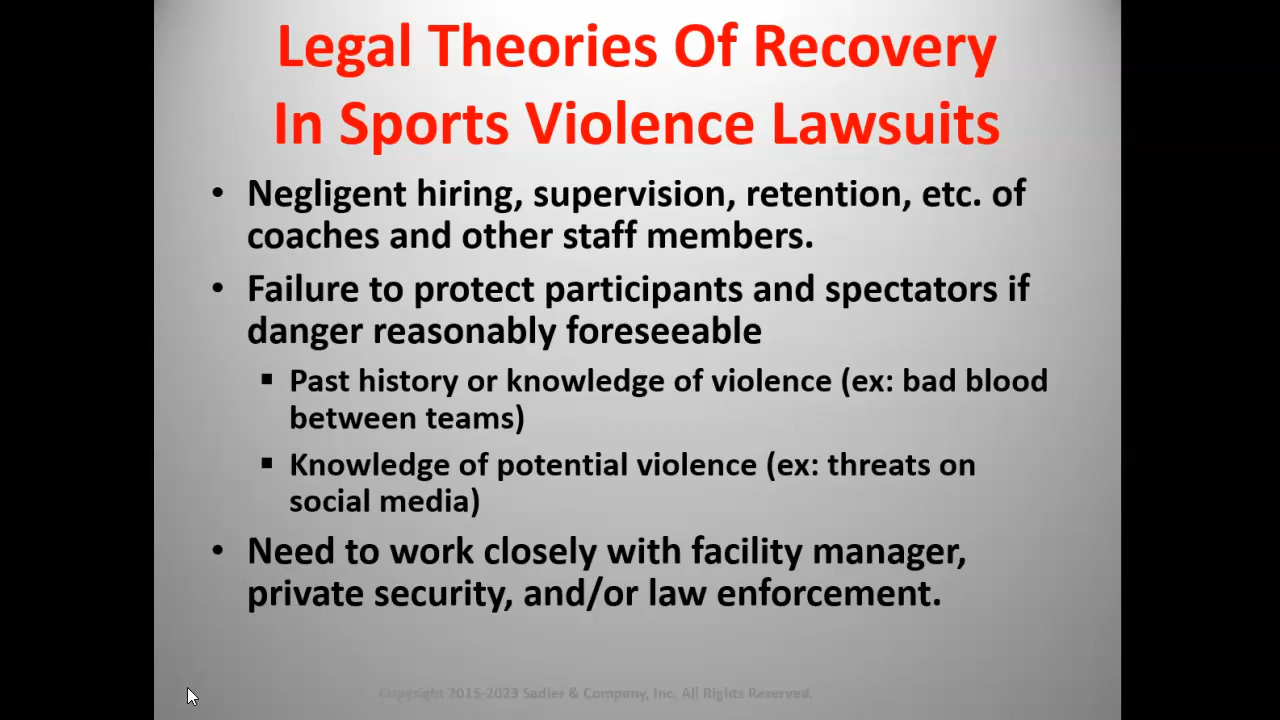 Legal Theories Of Recovery
In Sports Violence Lawsuits
• Negligent hiring, supervision, retention, etc. of
coaches and other staff members.
• Failure to protect participants and spectators if
danger reasonably foreseeable
▪ Past history or knowledge of violence (ex: bad blood
between teams)
▪ Knowledge of potential violence (ex: threats on
social media)
• Need to work closely with facility manager,
private security, and/or law enforcement.
Copyright 2015-2023 Sadler & Company, Inc. All Rights Reserved.